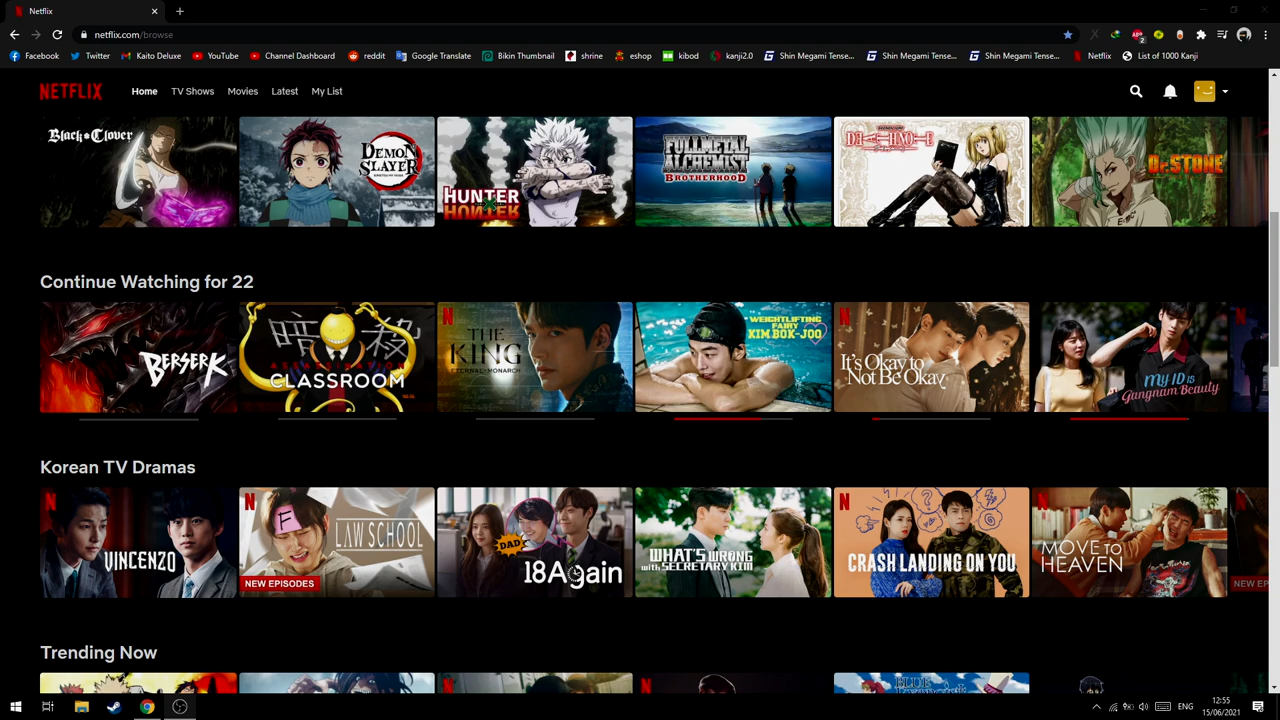 Netflix
netflix.com/browse
Facebook Twitter Kaito Deluxe YouTube Channel Dashboard reddit Google Translate Bikin Thumbnail shrine eshop kibod kanji2.0 Shin Megami Tense... Shin Megami Tense... Shin Megami Tense... Netflix List of 1000 Kanji
NETFLIX Home TV Shows Movies Latest My List
Black Clover
DEMON
SLAYER
HUNTER
HUNTER
FULLMETAL
ALCHEMIST
BROTHERHOOD
DEATH NOTE
Dr.STONE
Continue Watching for 22
BERSERK
暗殺
ASSASSINATION
CLASSROOM
THE
KING
ETERNAL MONARCH
WEIGHTLIFTING
FAIRY
KIM BOK-JOO
It's Okay to
Not Be Okay
MY ID IS
Gangnam Beauty
Korean TV Dramas
VINCENZO
F
LAW SCHOOL
NEW EPISODES
DAD
18 Again
WHAT'S WRONG
with SECRETARY KIM
CRASH LANDING ON YOU
MOVE TO
HEAVEN
NEW EP
Trending Now
ENG
12:55
15/06/2021